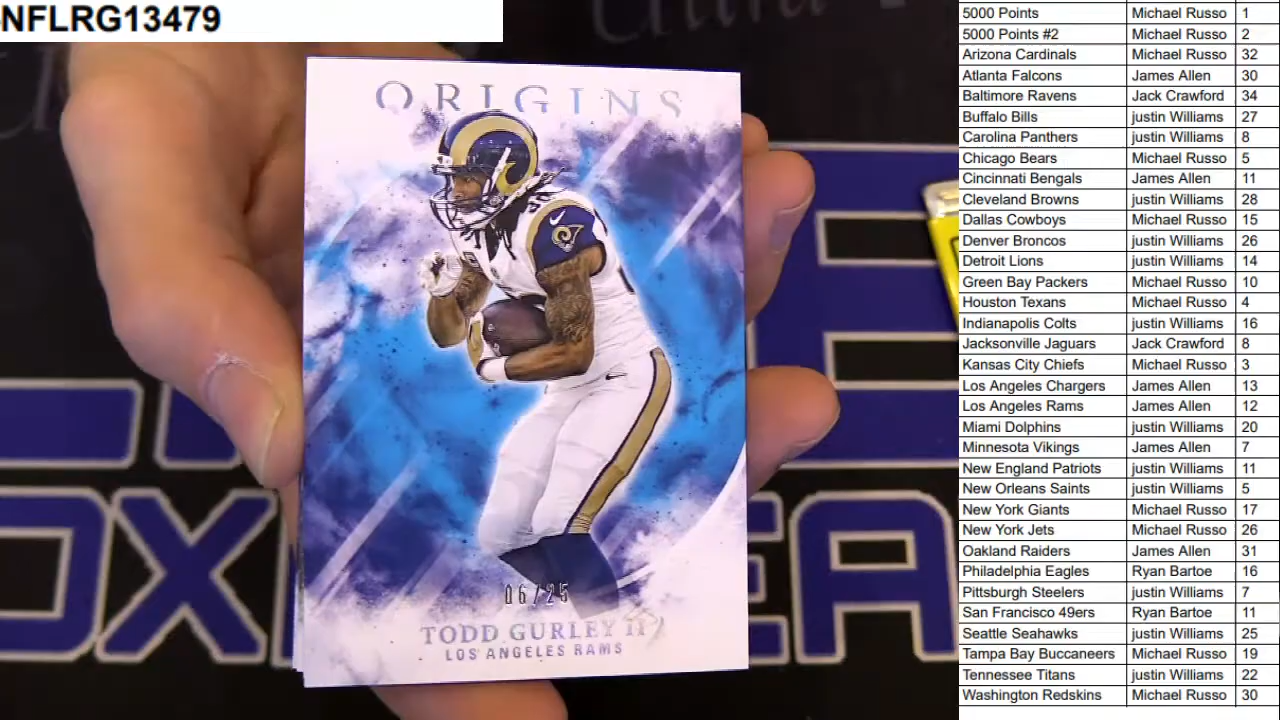 NFLRG13479
ORIGINS
06/25
TODD GURLEY II
LOS ANGELES RAMS
5000 Points Michael Russo 1
5000 Points #2 Michael Russo 2
Arizona Cardinals Michael Russo 32
Atlanta Falcons James Allen 30
Baltimore Ravens Jack Crawford 34
Buffalo Bills justin Williams 27
Carolina Panthers justin Williams 8
Chicago Bears Michael Russo 5
Cincinnati Bengals James Allen 11
Cleveland Browns justin Williams 28
Dallas Cowboys Michael Russo 15
Denver Broncos justin Williams 26
Detroit Lions justin Williams 14
Green Bay Packers Michael Russo 10
Houston Texans Michael Russo 4
Indianapolis Colts justin Williams 16
Jacksonville Jaguars Jack Crawford 8
Kansas City Chiefs Michael Russo 3
Los Angeles Chargers James Allen 13
Los Angeles Rams James Allen 12
Miami Dolphins justin Williams 20
Minnesota Vikings James Allen 7
New England Patriots justin Williams 11
New Orleans Saints justin Williams 5
New York Giants Michael Russo 17
New York Jets Michael Russo 26
Oakland Raiders James Allen 31
Philadelphia Eagles Ryan Bartoe 16
Pittsburgh Steelers justin Williams 7
San Francisco 49ers Ryan Bartoe 11
Seattle Seahawks justin Williams 25
Tampa Bay Buccaneers Michael Russo 19
Tennessee Titans justin Williams 22
Washington Redskins Michael Russo 30